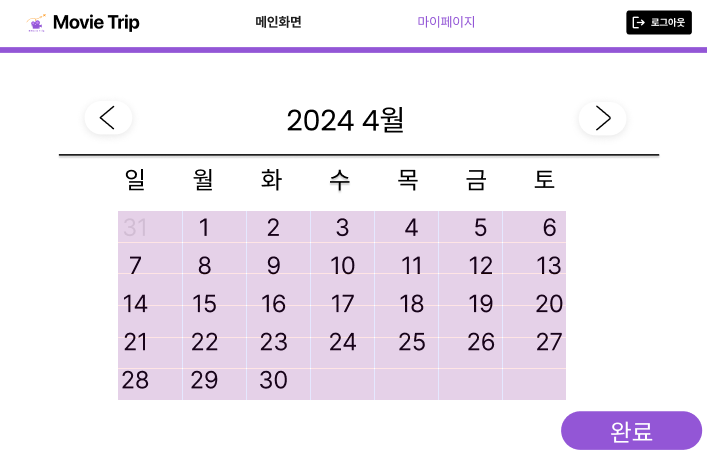 Movie Trip 메인화면 마이페이지 로그아웃
2024 4월
일 월 화 수 목 금 토
31 1 2 3 4 5 6
7 8 9 10 11 12 13
14 15 16 17 18 19 20
21 22 23 24 25 26 27
28 29 30
완료